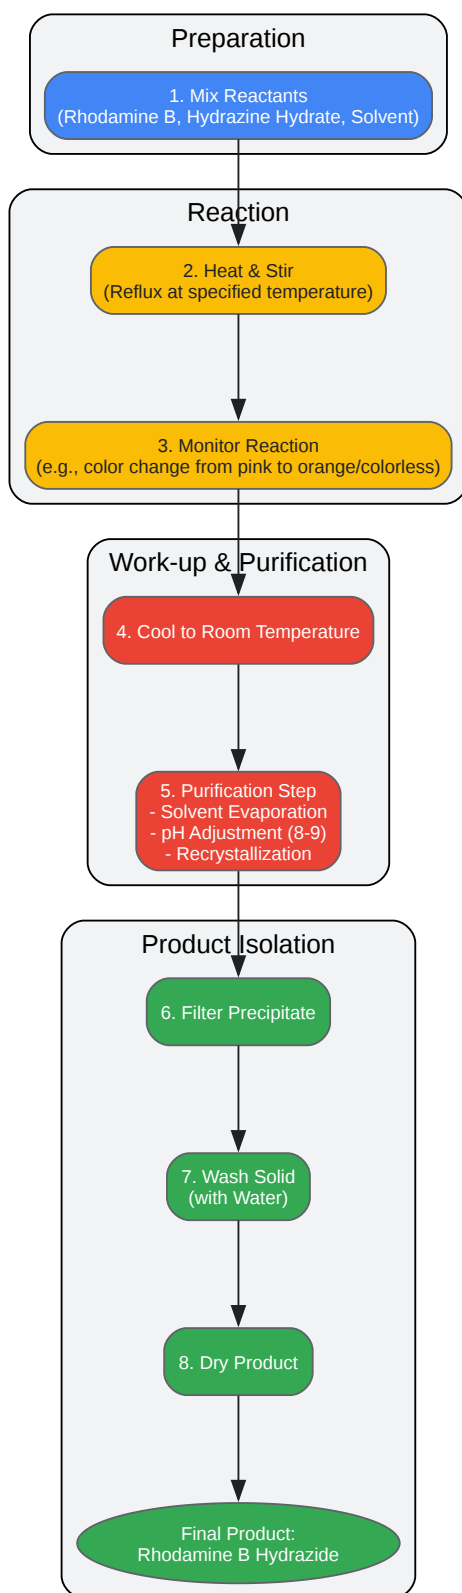 Preparation
1. Mix Reactants
(Rhodamine B, Hydrazine Hydrate, Solvent)
Reaction
2. Heat & Stir
(Reflux at specified temperature)
3. Monitor Reaction
(e.g., color change from pink to orange/colorless)
Work-up & Purification
4. Cool to Room Temperature
5. Purification Step
- Solvent Evaporation
- pH Adjustment (8-9)
- Recrystallization
Product Isolation
6. Filter Precipitate
7. Wash Solid
(with Water)
8. Dry Product
Final Product:
Rhodamine B Hydrazide